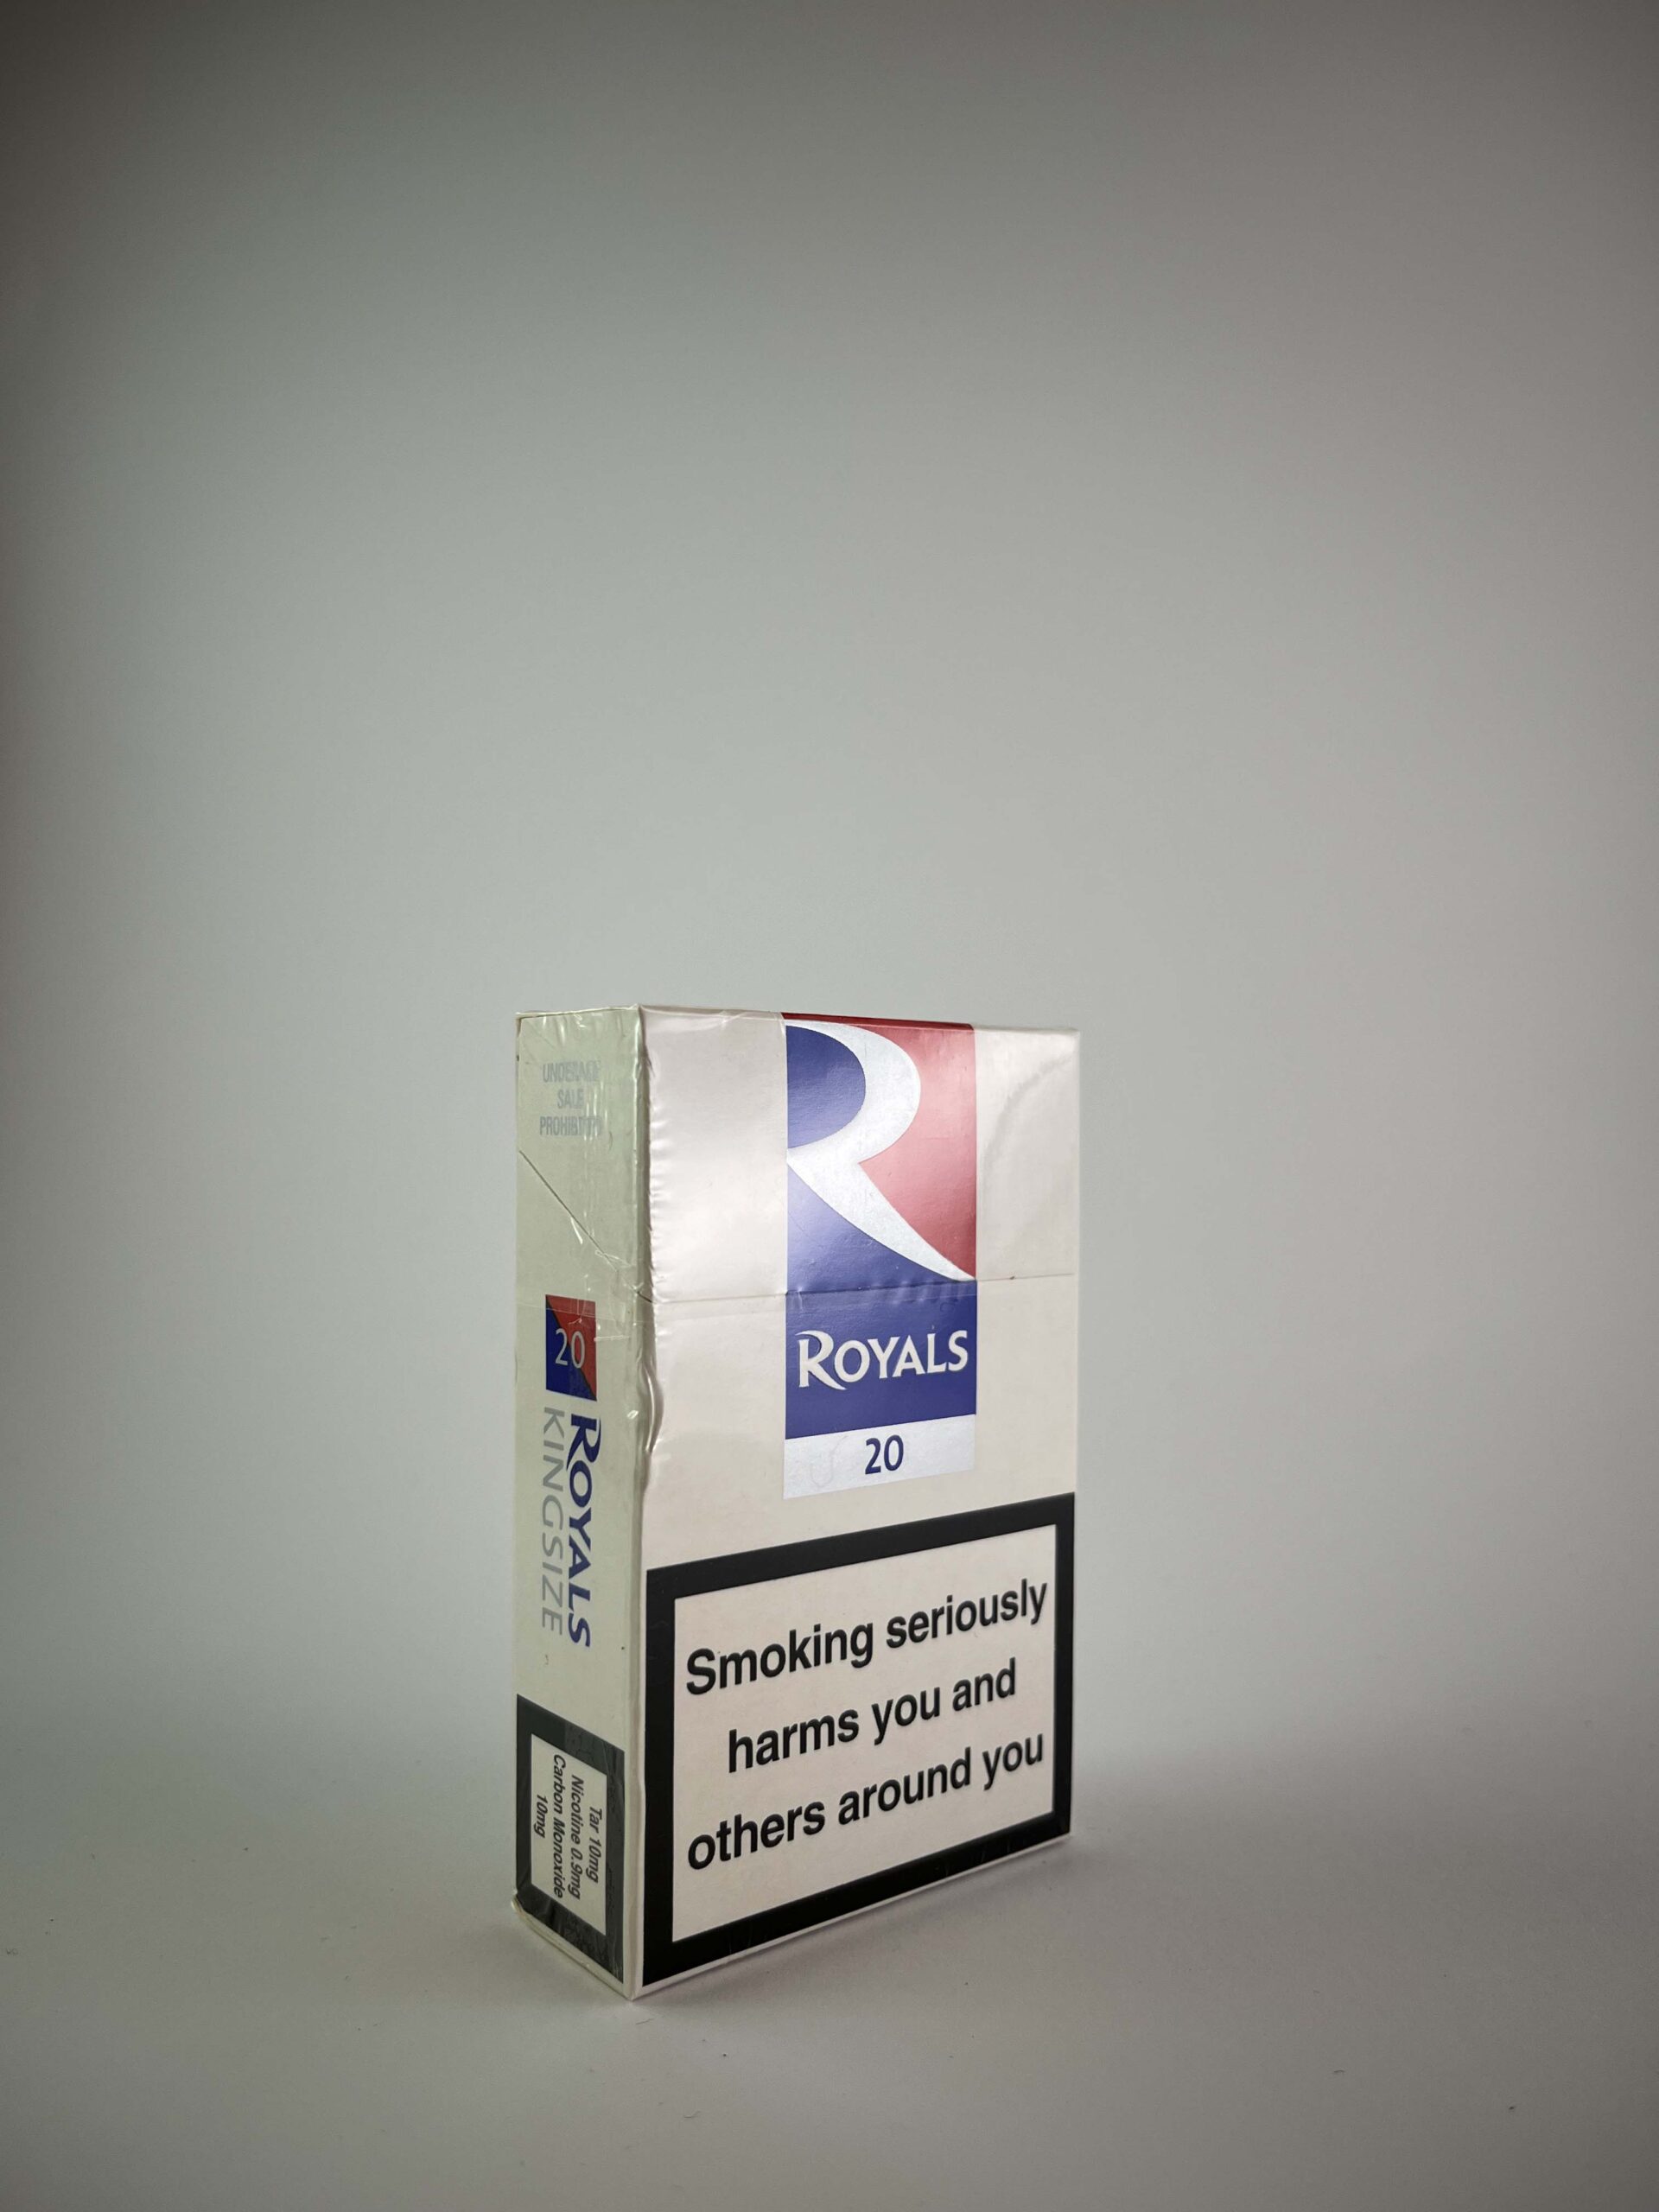 UNDERAGE
SALE
PROHIBITED
20
ROYALS
KINGSIZE
Tar 10mg
Nicotine 0.9mg
Carbon Monoxide
10mg
R
ROYALS
20
Smoking seriously
harms you and
others around you